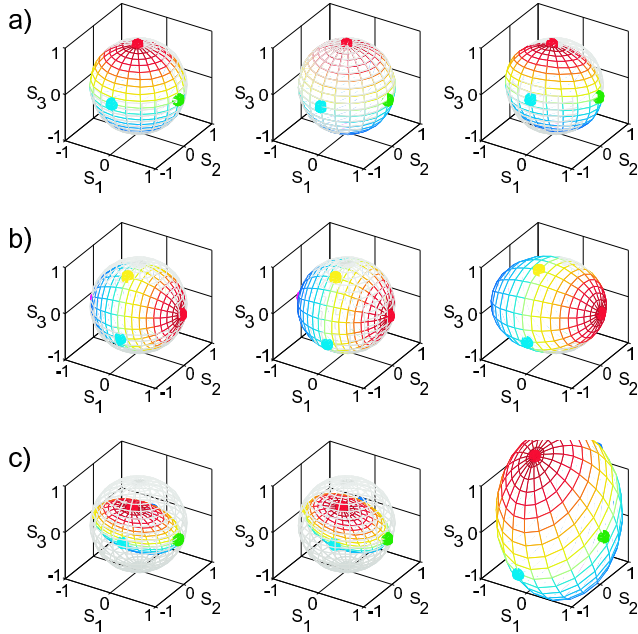 a)
1 1 1
S3 0 S3 0 S3 0
-1 1 -1 1 -1 1
-1 0 -1 0 -1 0
0 S2 0 S2 0 S2
S1 1 -1 S1 1 -1 S1 1 -1
b)
1 1 1
S3 0 S3 0 S3 0
-1 1 -1 1 -1 1
-1 0 -1 0 -1 0
0 S2 0 S2 0 S2
S1 1 -1 S1 1 -1 S1 1 -1
c)
1 1 1
S3 0 S3 0 S3 0
-1 1 -1 1 -1 1
-1 0 -1 0 -1 0
0 S2 0 S2 0 S2
S1 1 -1 S1 1 -1 S1 1 -1